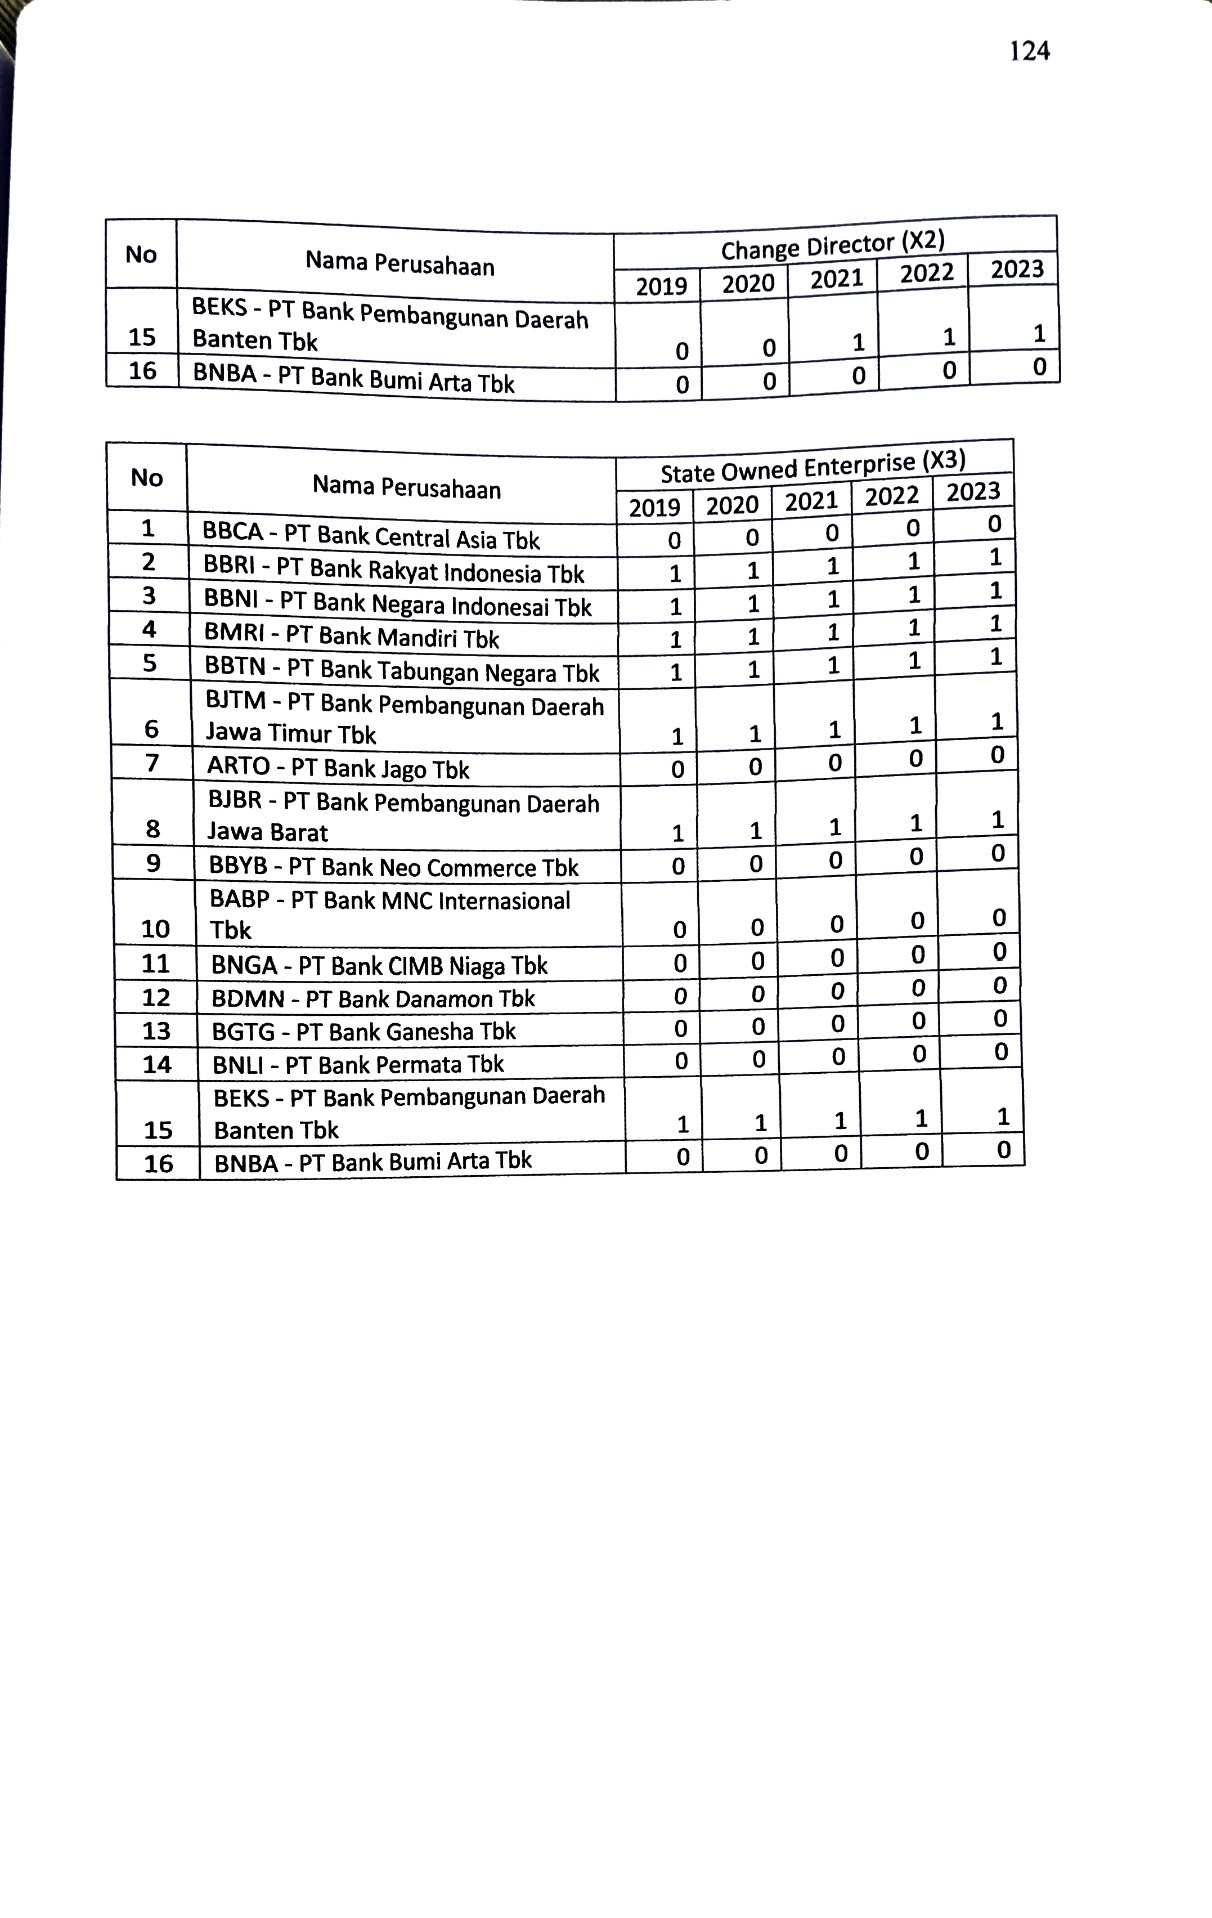 124
No Nama Perusahaan Change Director (X2)
2019 2020 2021 2022 2023
BEKS - PT Bank Pembangunan Daerah
15 Banten Tbk 0 0 1 1 1
16 BNBA - PT Bank Bumi Arta Tbk 0 0 0 0 0
No Nama Perusahaan State Owned Enterprise (X3)
2019 2020 2021 2022 2023
1 BBCA - PT Bank Central Asia Tbk 0 0 0 0 0
2 BBRI - PT Bank Rakyat Indonesia Tbk 1 1 1 1 1
3 BBNI - PT Bank Negara Indonesai Tbk 1 1 1 1 1
4 BMRI - PT Bank Mandiri Tbk 1 1 1 1 1
5 BBTN - PT Bank Tabungan Negara Tbk 1 1 1 1 1
BJTM - PT Bank Pembangunan Daerah
6 Jawa Timur Tbk 1 1 1 1 1
7 ARTO - PT Bank Jago Tbk 0 0 0 0 0
BJBR - PT Bank Pembangunan Daerah
8 Jawa Barat 1 1 1 1 1
9 BBYB - PT Bank Neo Commerce Tbk 0 0 0 0 0
BABP - PT Bank MNC Internasional
10 Tbk 0 0 0 0 0
11 BNGA - PT Bank CIMB Niaga Tbk 0 0 0 0 0
12 BDMN - PT Bank Danamon Tbk 0 0 0 0 0
13 BGTG - PT Bank Ganesha Tbk 0 0 0 0 0
14 BNLI - PT Bank Permata Tbk 0 0 0 0 0
BEKS - PT Bank Pembangunan Daerah
15 Banten Tbk 1 1 1 1 1
16 BNBA - PT Bank Bumi Arta Tbk 0 0 0 0 0